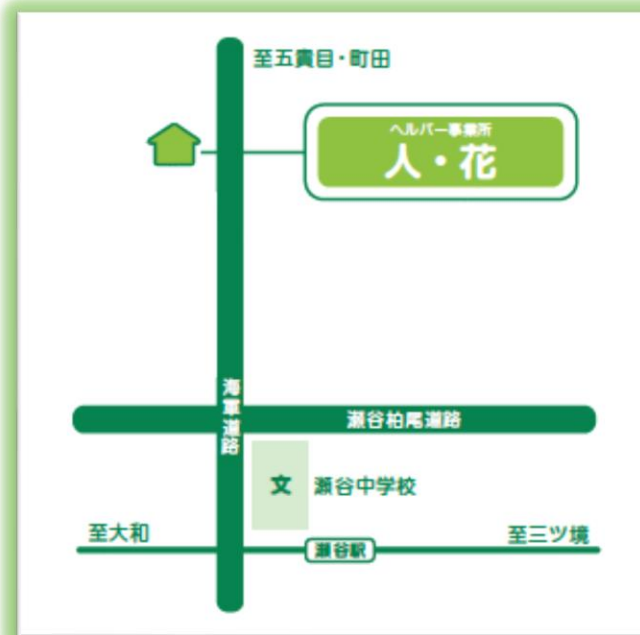 至五貫目・町田
ヘルパー事業所
人・花
海軍道路
瀬谷柏尾道路
文
瀬谷中学校
至大和
至三ツ境
瀬谷駅